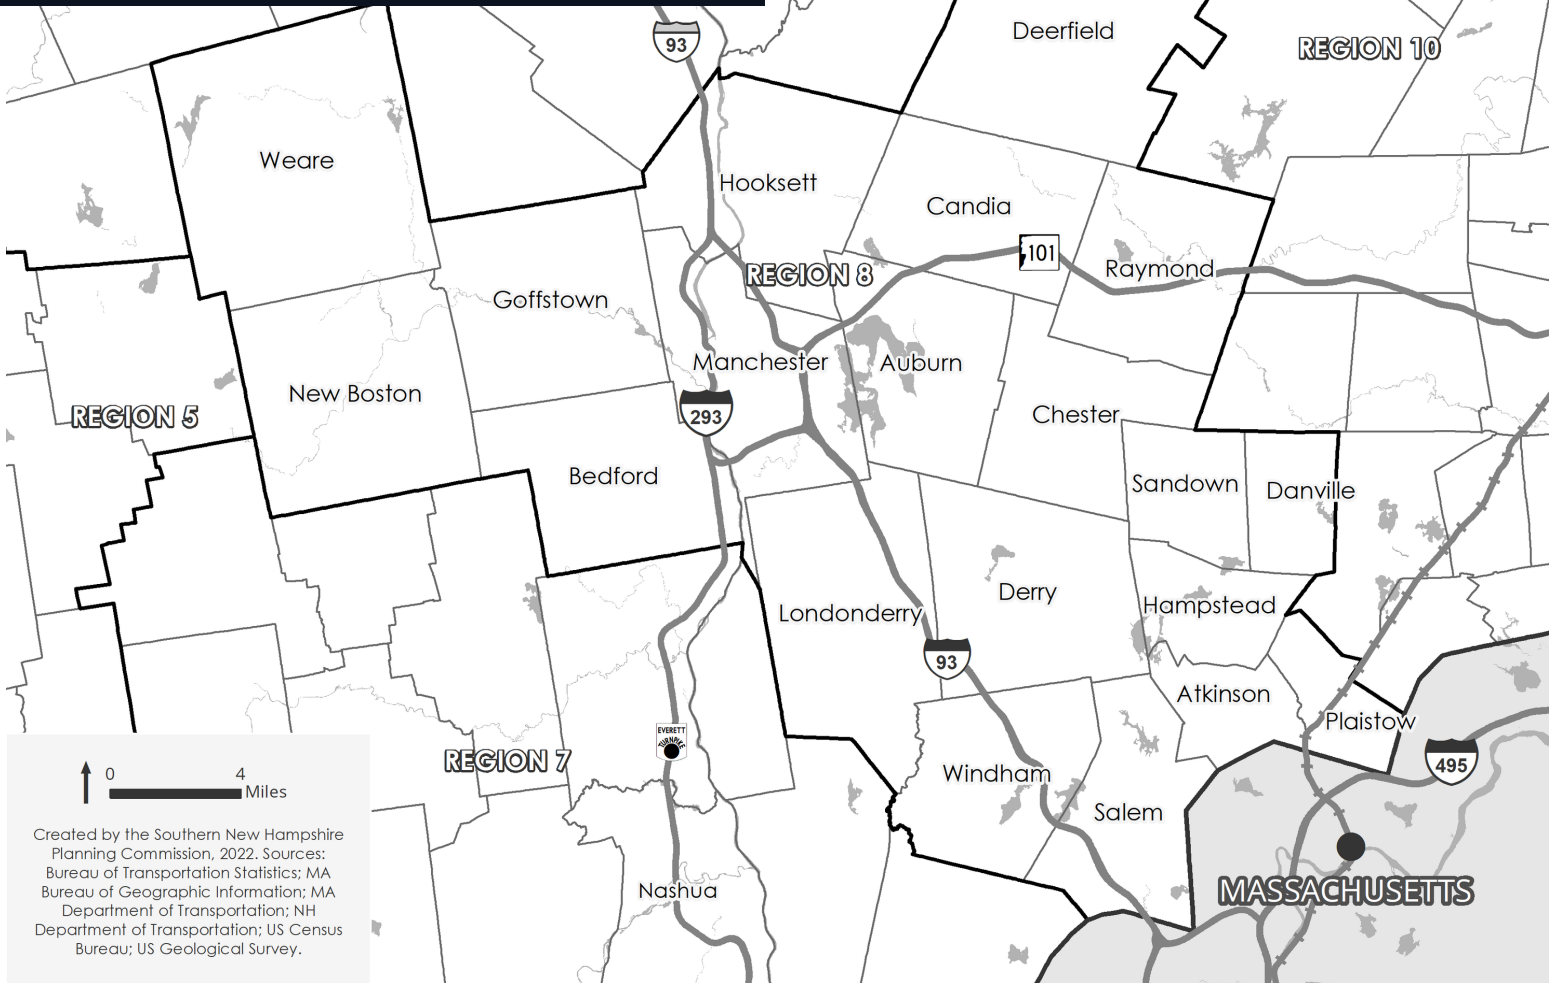 Deerfield
93
REGION 10
Weare
Hooksett
Candia
101
Raymond
REGION 8
Goffstown
Manchester
Auburn
New Boston
293
Chester
REGION 5
Bedford
Sandown
Danville
Derry
Hampstead
Londonderry
93
Atkinson
Plaistow
EVERETT
TURNPIKE
REGION 7
Windham
495
0 4
Miles
Salem
Created by the Southern New Hampshire
Planning Commission, 2022. Sources:
Bureau of Transportation Statistics; MA
Bureau of Geographic Information; MA
Department of Transportation; NH
Department of Transportation; US Census
Bureau; US Geological Survey.
Nashua
MASSACHUSETTS